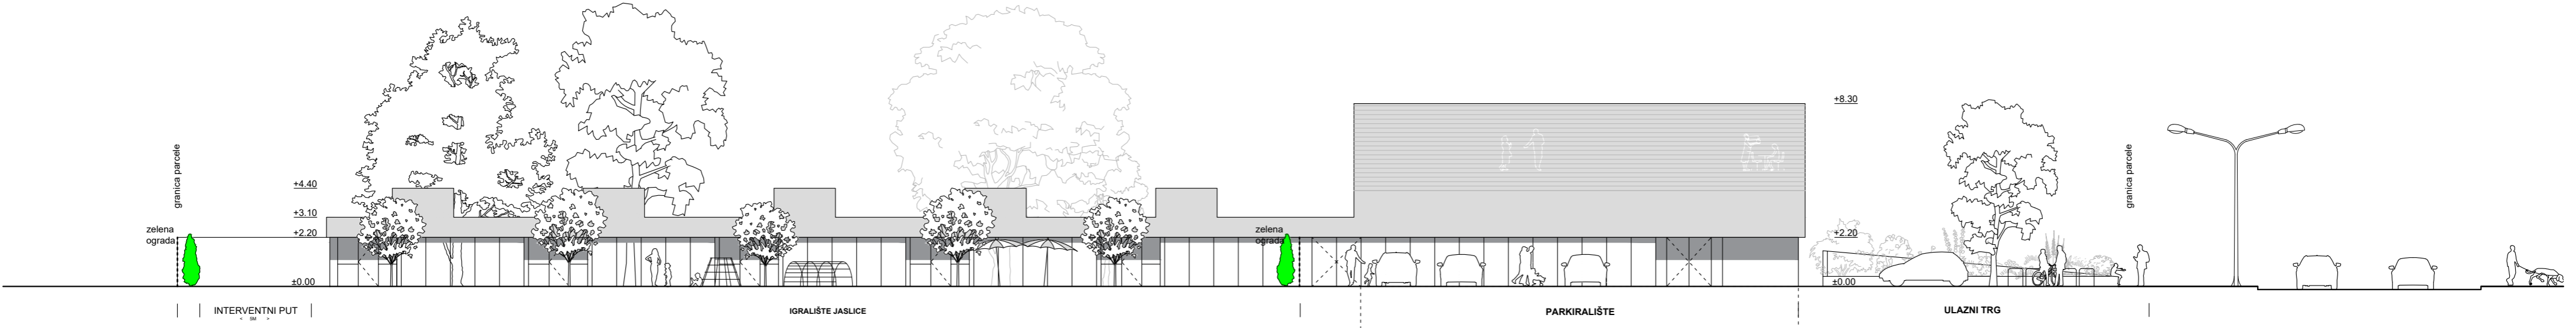 granica parcele
zelena
ograda
+4.40
+3.10
+2.20
±0.00
zelena
ograda
+8.30
+2.20
±0.00
granica parcele
INTERVENTNI PUT
< 5M >
IGRALIŠTE JASLICE
PARKIRALIŠTE
ULAZNI TRG